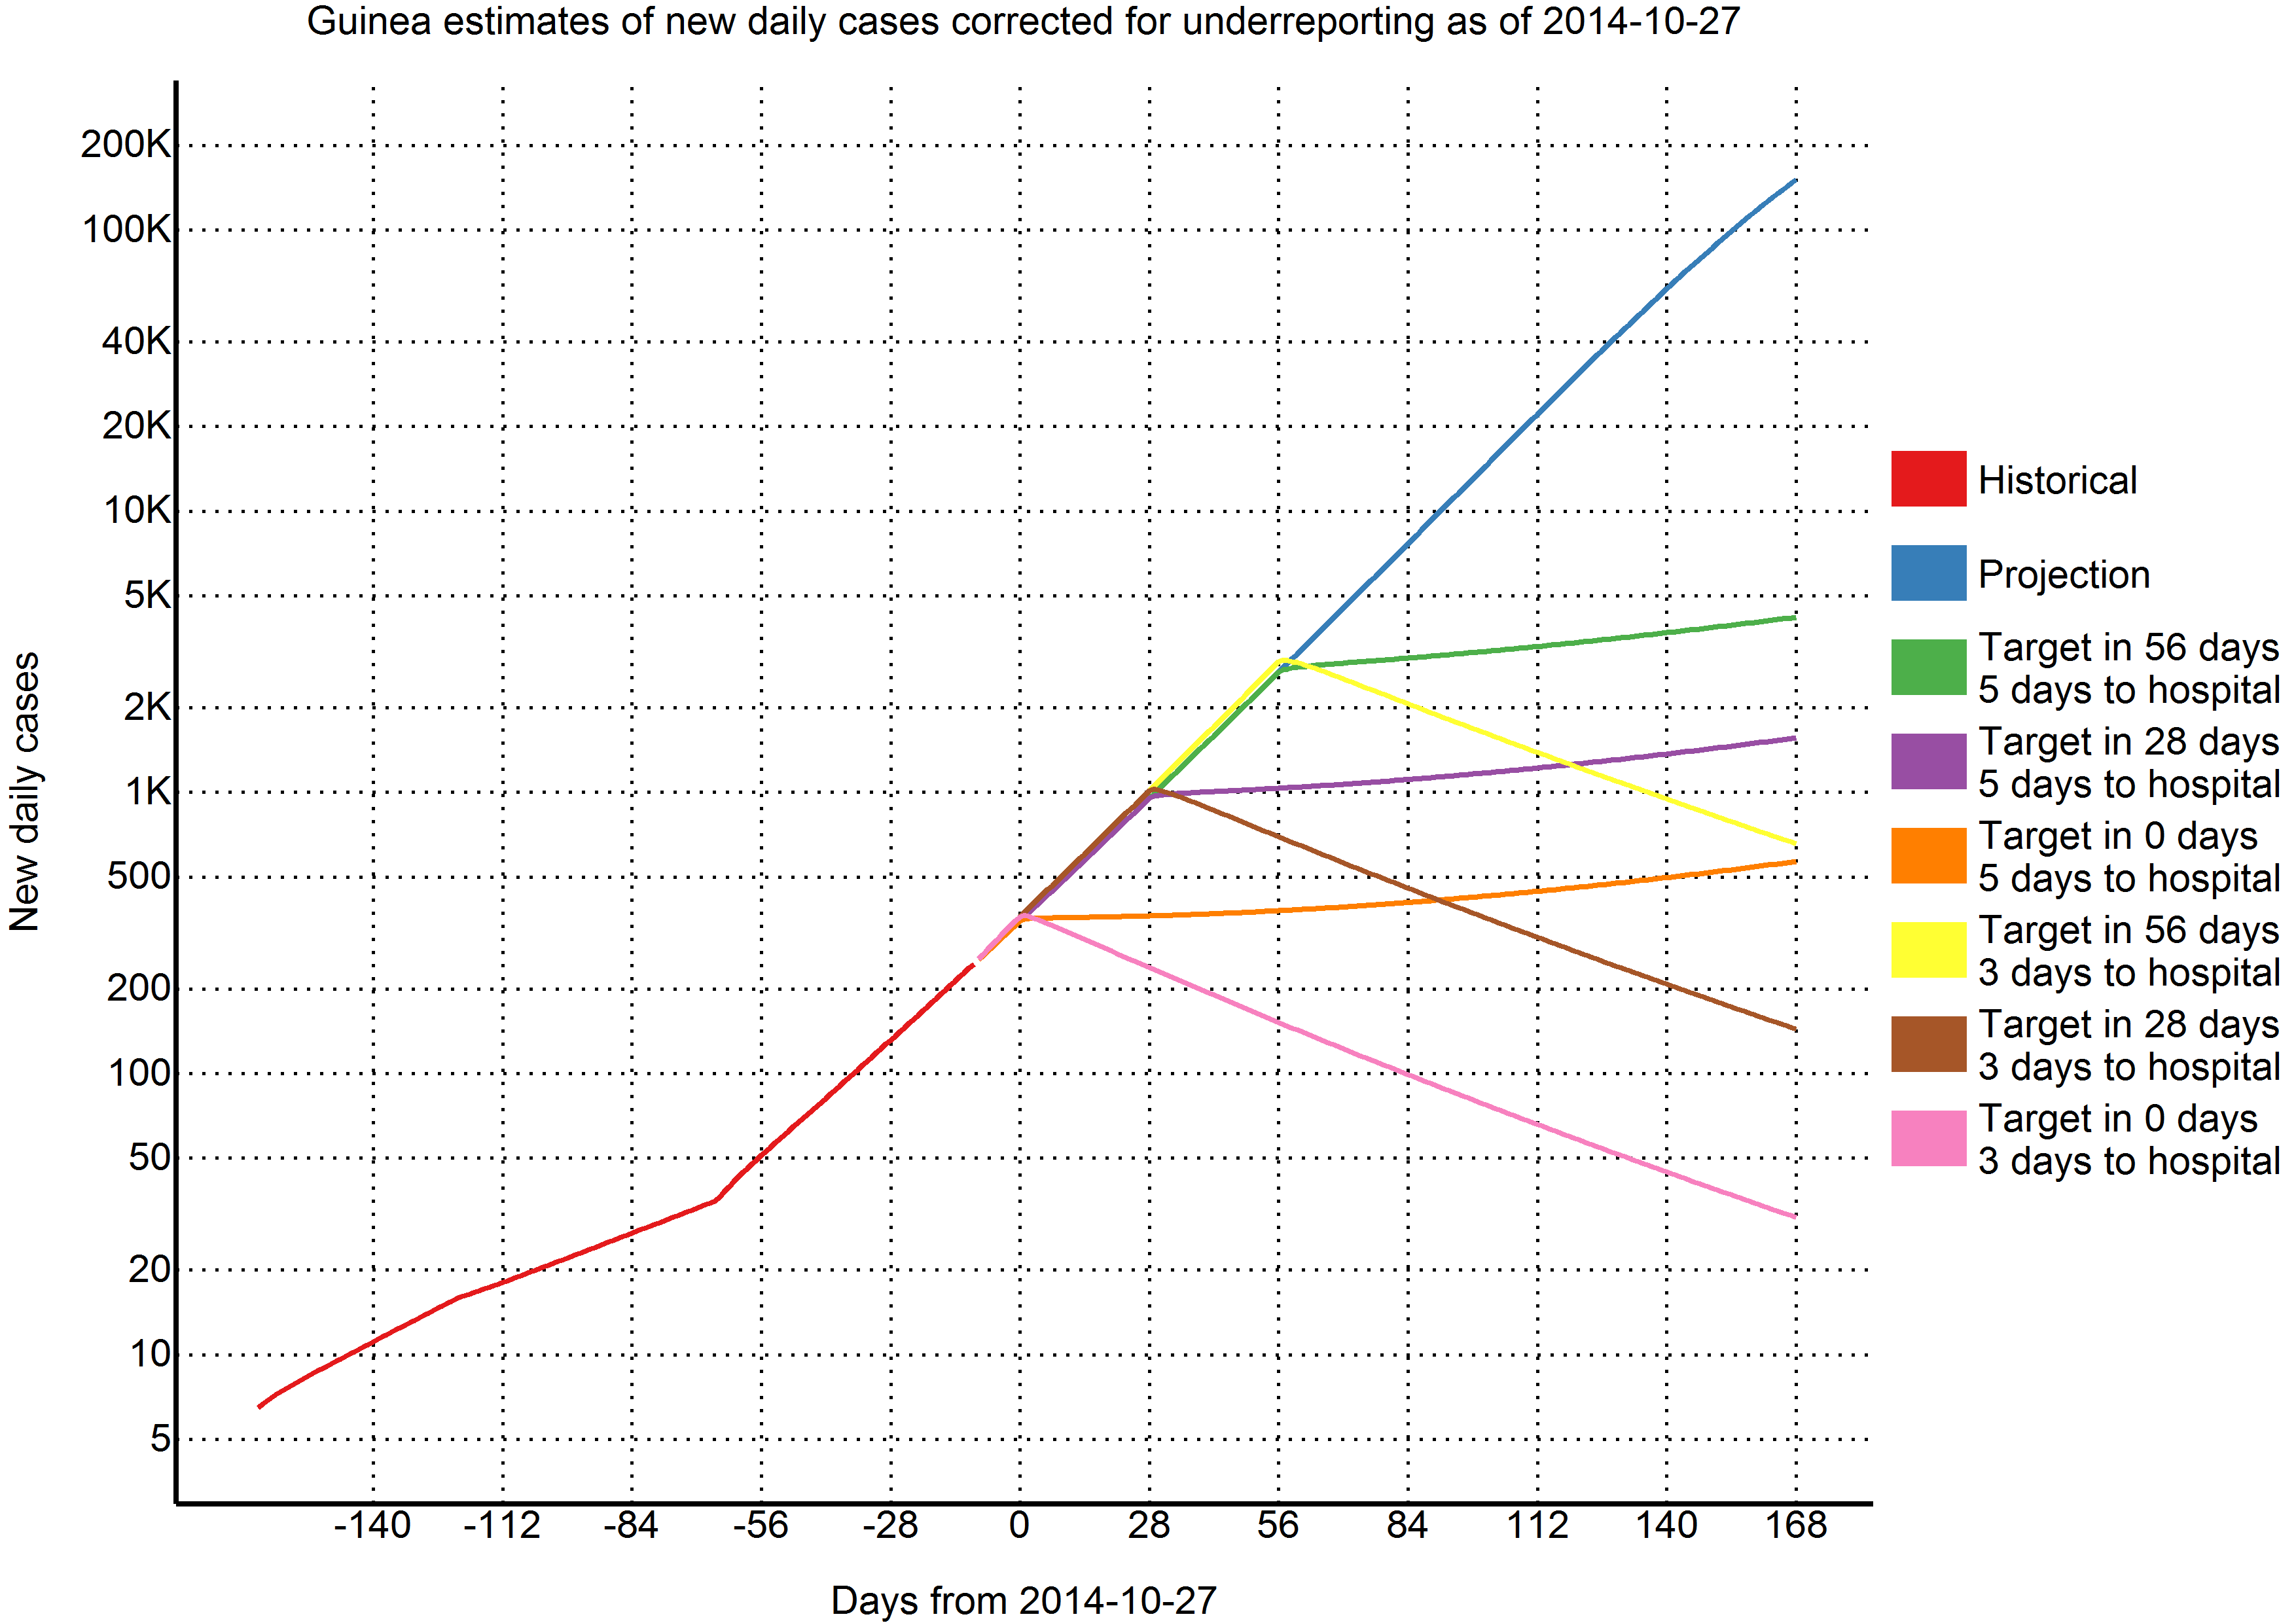 Guinea estimates of new daily cases corrected for underreporting as of 2014-10-27
200K
100K
40K
20K
10K
5K
2K
1K
500
200
100
50
20
10
5
New daily cases
-140 -112 -84 -56 -28 0 28 56 84 112 140 168
Days from 2014-10-27
Historical
Projection
Target in 56 days
5 days to hospital
Target in 28 days
5 days to hospital
Target in 0 days
5 days to hospital
Target in 56 days
3 days to hospital
Target in 28 days
3 days to hospital
Target in 0 days
3 days to hospital